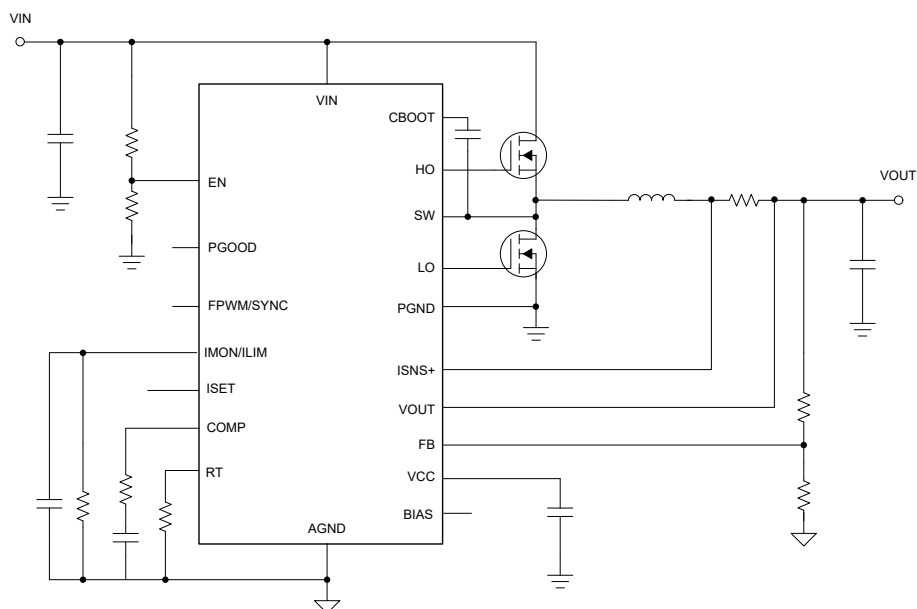 VIN
VOUT
VIN
EN
PGOOD
FPWM/SYNC
IMON/ILIM
ISET
COMP
RT
AGND
CBOOT
HO
SW
LO
PGND
ISNS+
VOUT
FB
VCC
BIAS